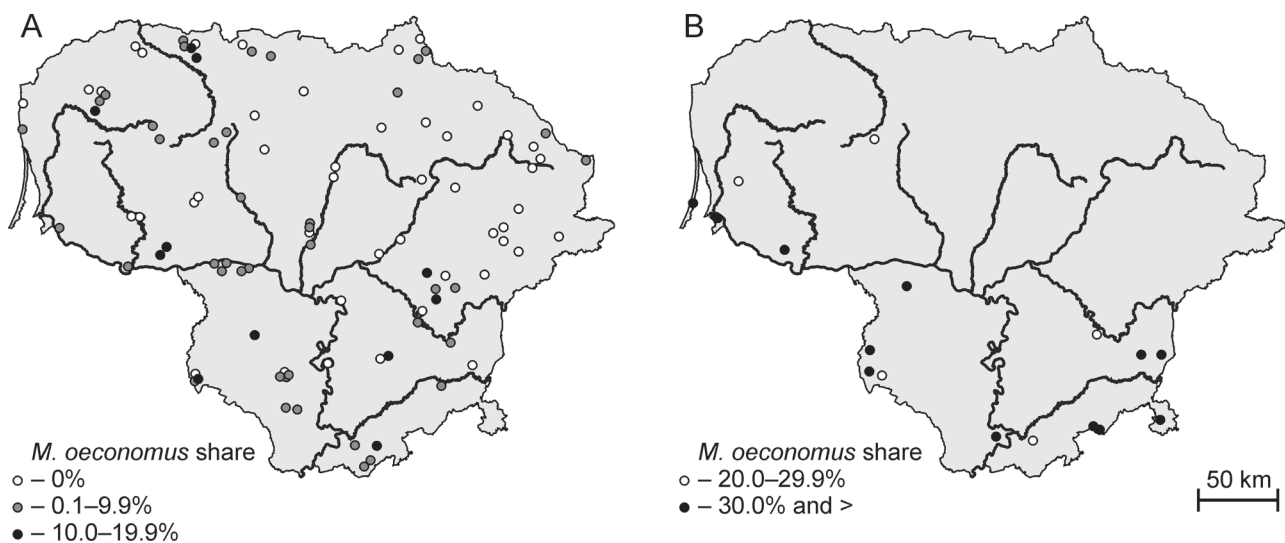 A
B
M. oeconomus share
– 0%
– 0.1–9.9%
– 10.0–19.9%
M. oeconomus share
– 20.0–29.9%
– 30.0% and >
50 km